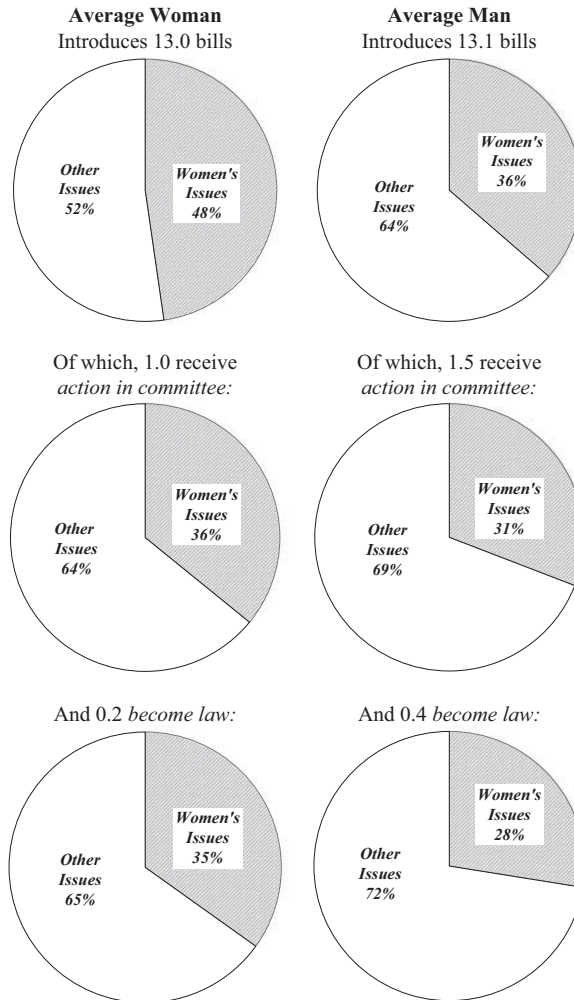 Average Woman
Introduces 13.0 bills
Average Man
Introduces 13.1 bills
Other
Issues
52%
Women's
Issues
48%
Other
Issues
64%
Women's
Issues
36%
Of which, 1.0 receive
action in committee:
Of which, 1.5 receive
action in committee:
Other
Issues
64%
Women's
Issues
36%
Other
Issues
69%
Women's
Issues
31%
And 0.2 become law:
And 0.4 become law:
Other
Issues
65%
Women's
Issues
35%
Other
Issues
72%
Women's
Issues
28%